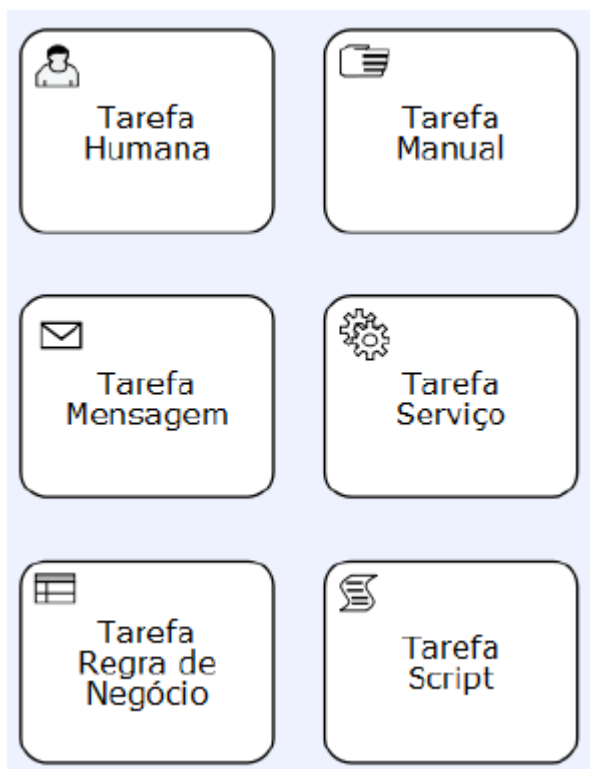 Tarefa
Humana
Tarefa
Manual
Tarefa
Mensagem
Tarefa
Serviço
Tarefa
Regra de
Negócio
Tarefa
Script